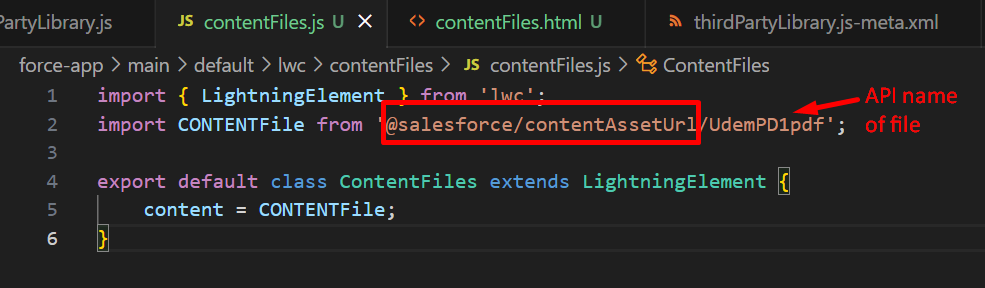 PartyLibrary.js JS contentFiles.js U × <> contentFiles.html U thirdPartyLibrary.js-meta.xml
force-app > main > default > lwc > contentFiles > JS contentFiles.js > ContentFiles
1 import { LightningElement } from 'lwc';
2 import CONTENTFile from '@salesforce/contentAssetUrl/UdemPD1pdf';
API name
of file
3
4 export default class ContentFiles extends LightningElement {
5 content = CONTENTFile;
6 }